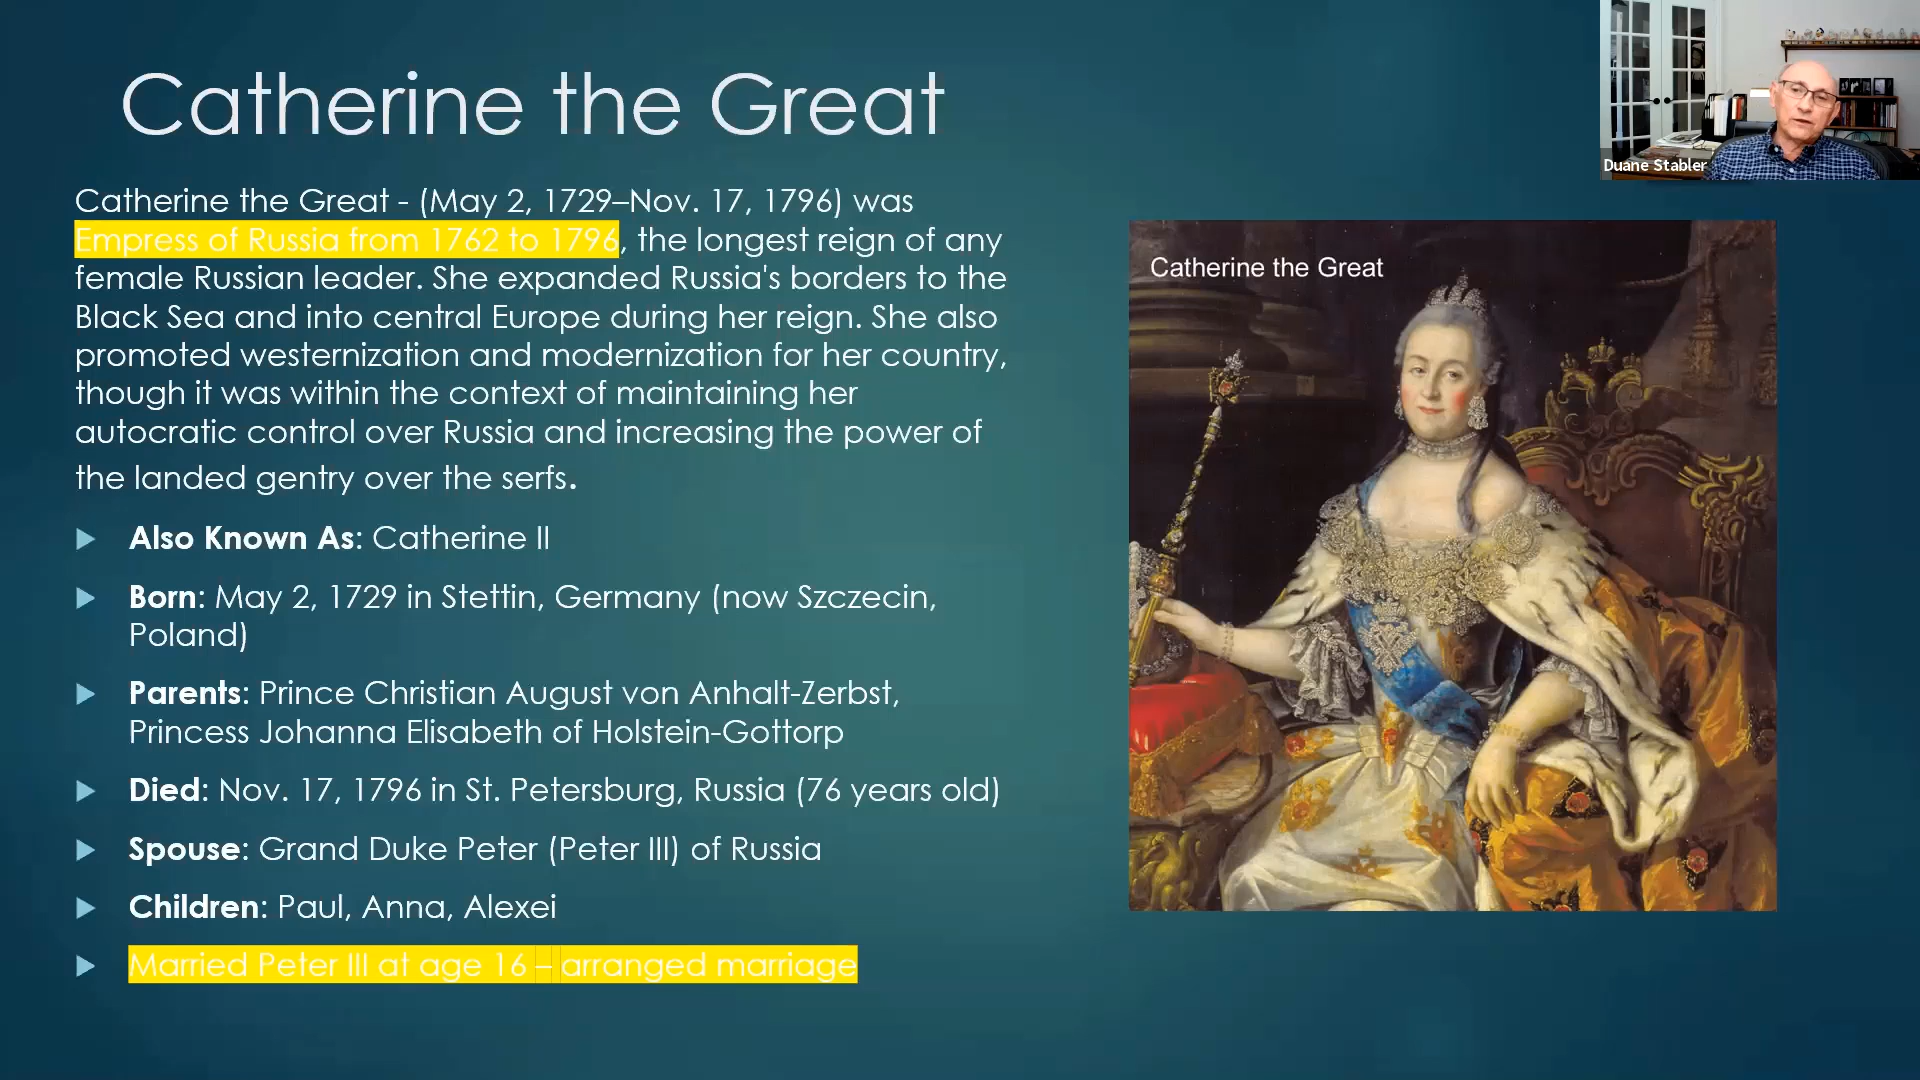 Catherine the Great
Duane Stabler
Catherine the Great - (May 2, 1729–Nov. 17, 1796) was
Empress of Russia from 1762 to 1796, the longest reign of any
female Russian leader. She expanded Russia's borders to the
Black Sea and into central Europe during her reign. She also
promoted westernization and modernization for her country,
though it was within the context of maintaining her
autocratic control over Russia and increasing the power of
the landed gentry over the serfs.
Also Known As: Catherine II
Born: May 2, 1729 in Stettin, Germany (now Szczecin,
Poland)
Parents: Prince Christian August von Anhalt-Zerbst,
Princess Johanna Elisabeth of Holstein-Gottorp
Died: Nov. 17, 1796 in St. Petersburg, Russia (76 years old)
Spouse: Grand Duke Peter (Peter III) of Russia
Children: Paul, Anna, Alexei
Married Peter III at age 16 – arranged marriage
Catherine the Great